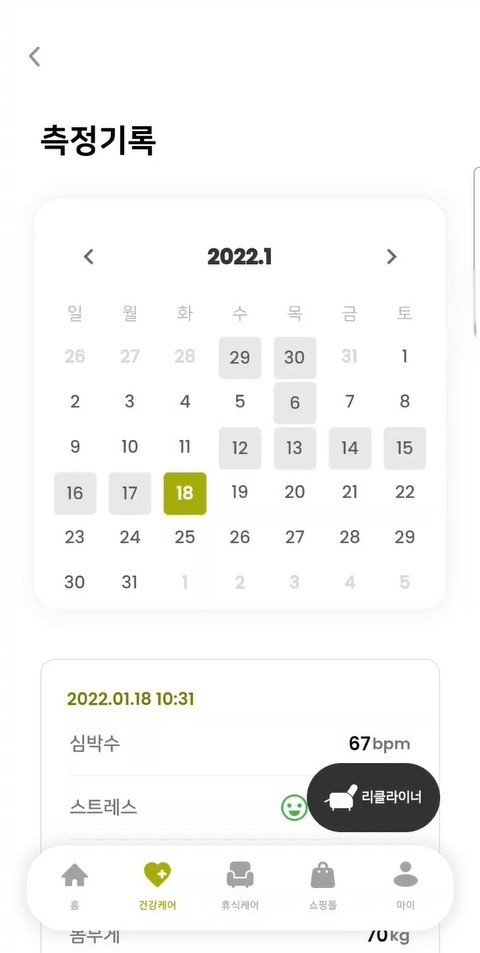 측정기록
2022.1
일 월 화 수 목 금 토
26 27 28 29 30 31 1
2 3 4 5 6 7 8
9 10 11 12 13 14 15
16 17 18 19 20 21 22
23 24 25 26 27 28 29
30 31 1 2 3 4 5
2022.01.18 10:31
심박수 67 bpm
스트레스
리클라이너
홈 건강케어 휴식케어 쇼핑몰 마이
몸무게 70 kg